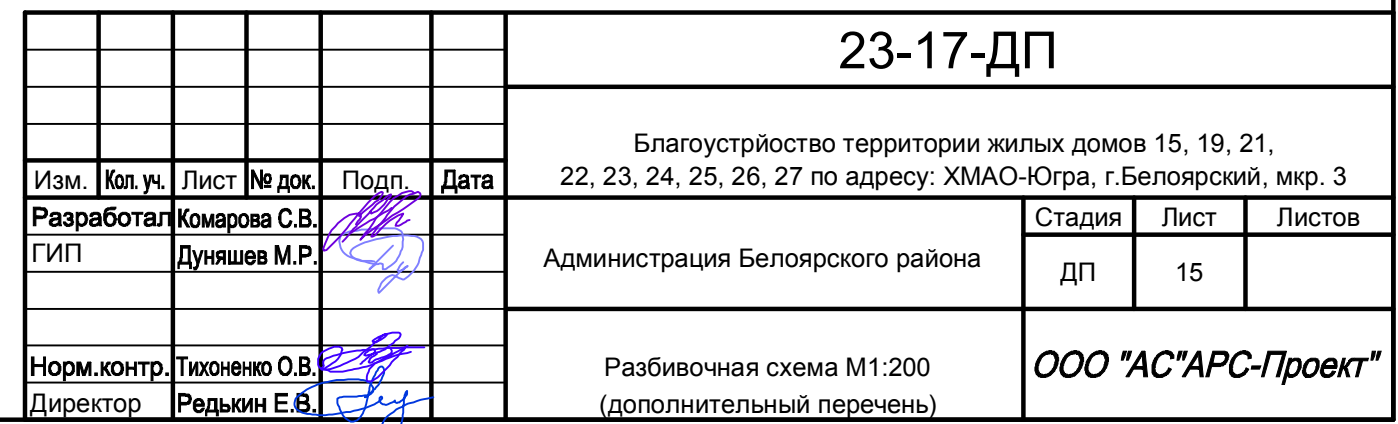 23-17-ДП
Благоустрйоство территории жилых домов 15, 19, 21,
22, 23, 24, 25, 26, 27 по адресу: ХМАО-Югра, г.Белоярский, мкр. 3
Изм. Кол. уч. Лист № док. Подп. Дата
Разработал Комарова С.В.
ГИП Дуняшев М.Р.
Администрация Белоярского района
Стадия Лист Листов
ДП 15
Норм.контр. Тихоненко О.В.
Директор Редькин Е.В.
Разбивочная схема М1:200
(дополнительный перечень)
ООО "АС"АРС-Проект"